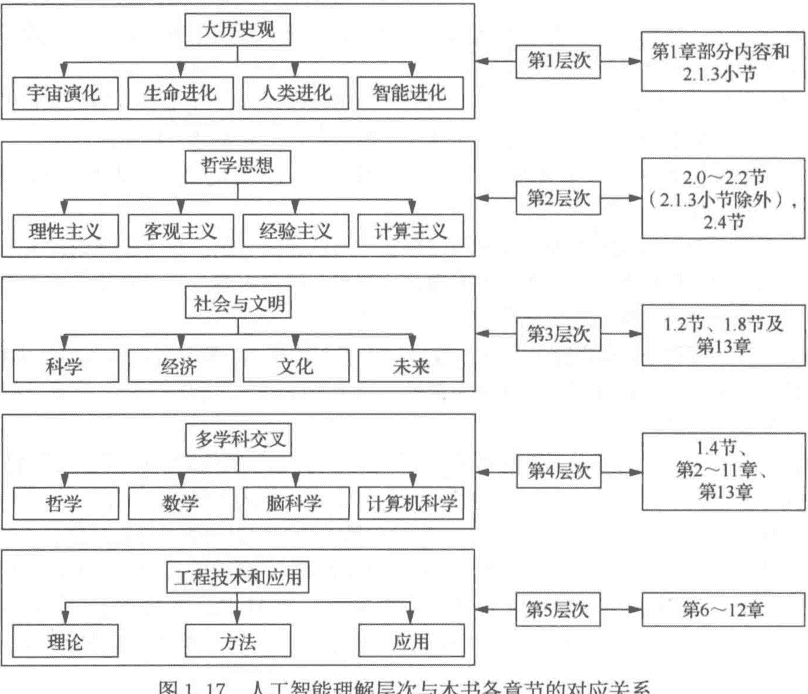 大历史观
宇宙演化 生命进化 人类进化 智能进化
第1层次
第1章部分内容和
2.1.3小节
哲学思想
理性主义 客观主义 经验主义 计算主义
第2层次
2.0～2.2节
（2.1.3小节除外），
2.4节
社会与文明
科学 经济 文化 未来
第3层次
1.2节、1.8节及
第13章
多学科交叉
哲学 数学 脑科学 计算机科学
第4层次
1.4节、
第2～11章、
第13章
工程技术和应用
理论 方法 应用
第5层次
第6～12章
图 1.17 人工智能理解层次与本书各章节的对应关系